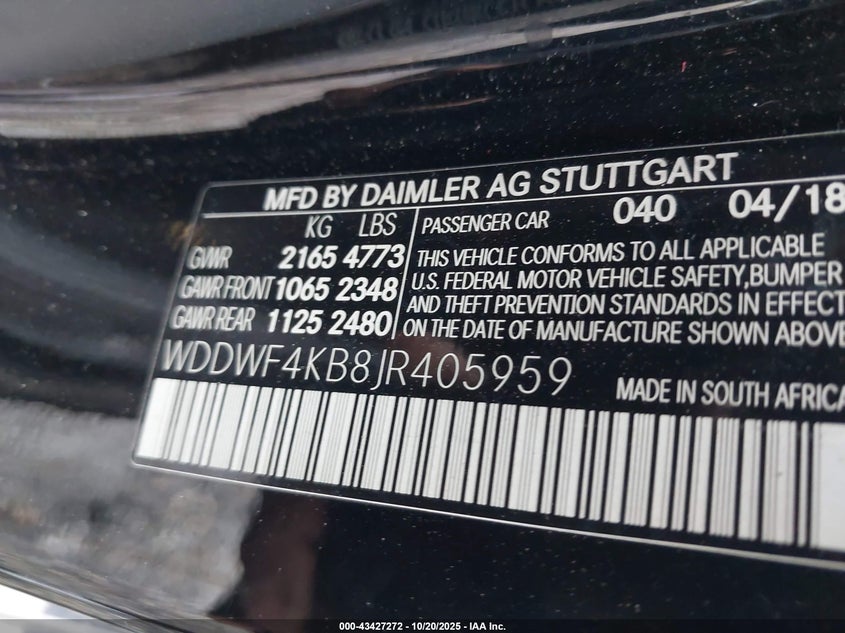 MFD BY DAIMLER AG STUTTGART
KG LBS PASSENGER CAR 040 04/18
GVWR 2165 4773 THIS VEHICLE CONFORMS TO ALL APPLICABLE
GAWR FRONT 1065 2348 U.S. FEDERAL MOTOR VEHICLE SAFETY,BUMPER
GAWR REAR 1125 2480 AND THEFT PREVENTION STANDARDS IN EFFECT
ON THE DATE OF MANUFACTURE SHOWN ABOVE
WDDWF4KB8JR405959 MADE IN SOUTH AFRICA
000-43427272 | 10/20/2025 - IAA Inc.